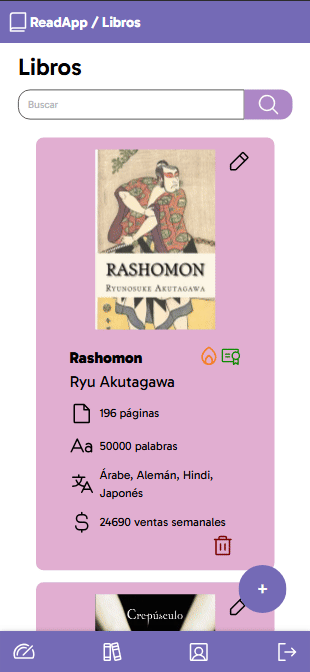 ReadApp / Libros
Libros
Buscar
RASHOMON
RYUNOSUKE AKUTAGAWA
Rashomon
Ryu Akutagawa
196 páginas
Aa 50000 palabras
Árabe, Alemán, Hindi,
Japonés
$ 24690 ventas semanales
Crepúsculo
+